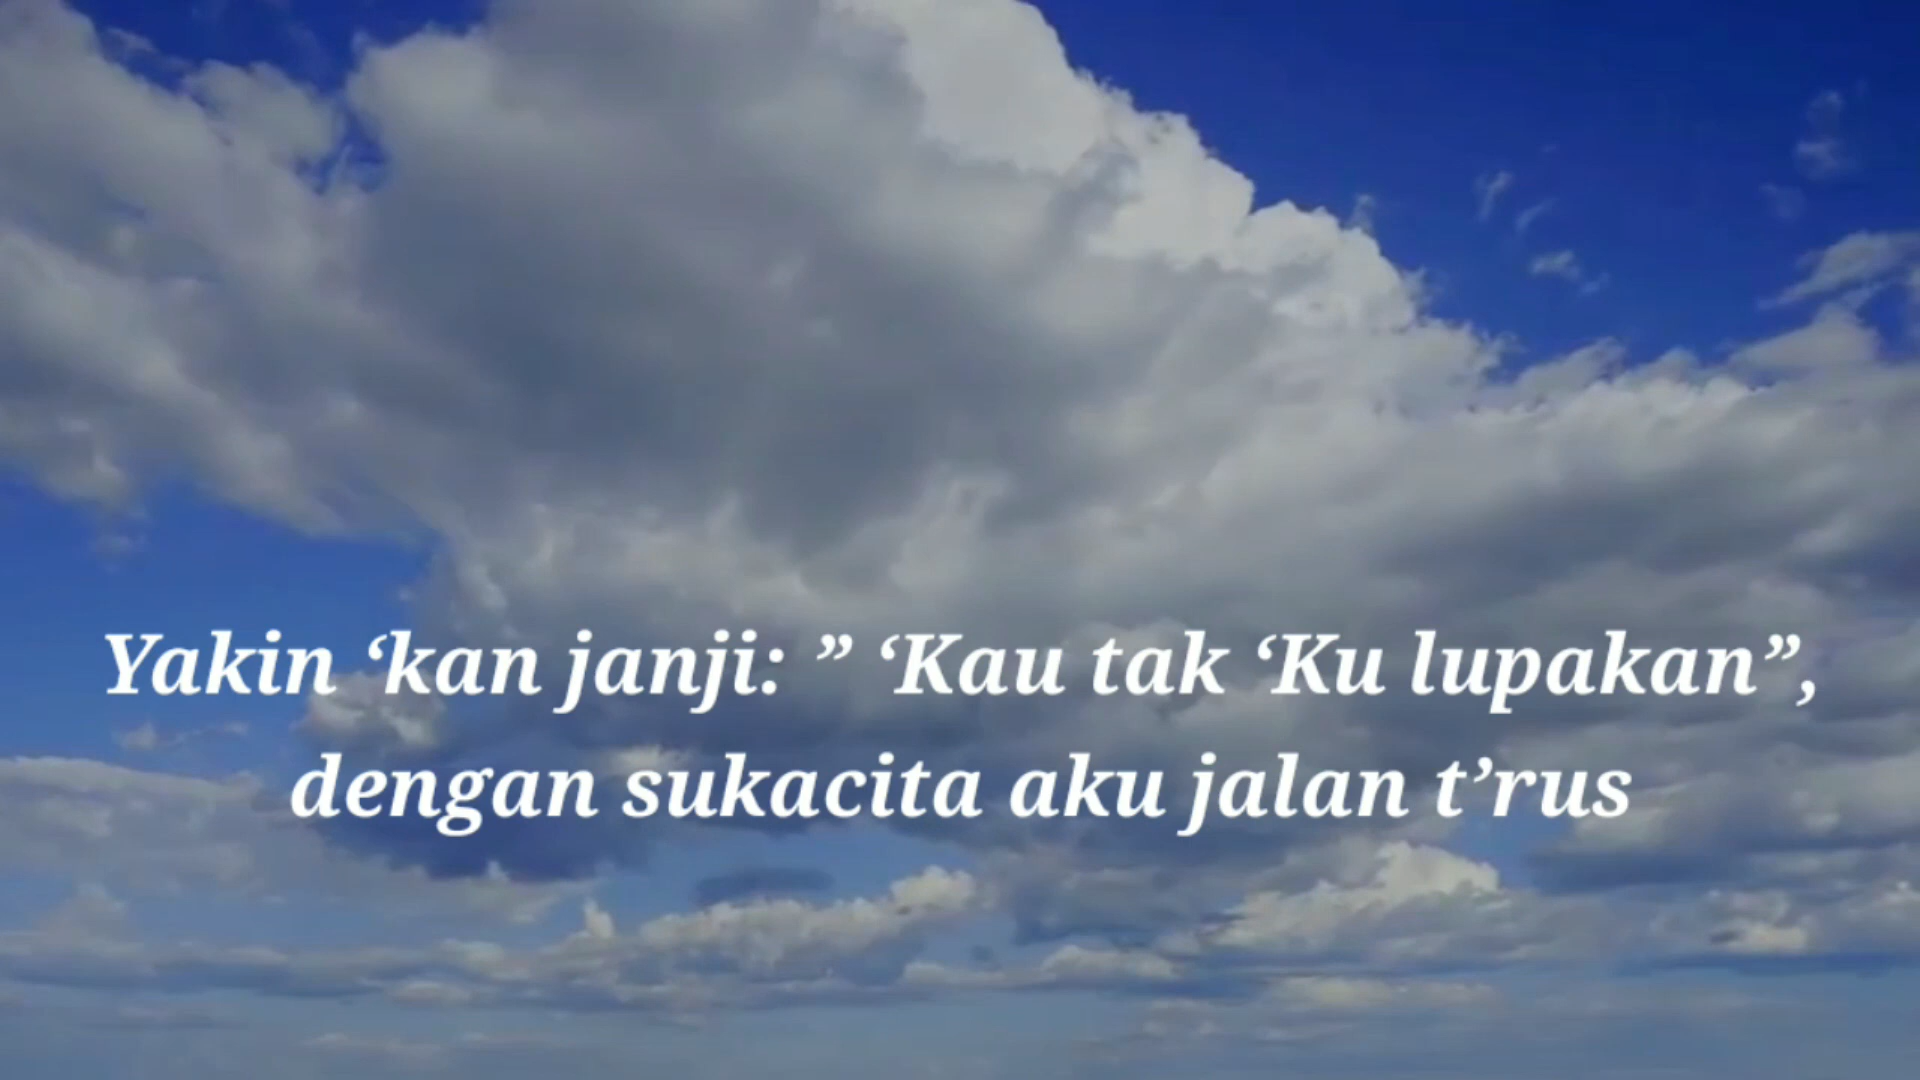 Yakin ‘kan janji: ” ‘Kau tak ‘Ku lupakan”,
dengan sukacita aku jalan t’rus